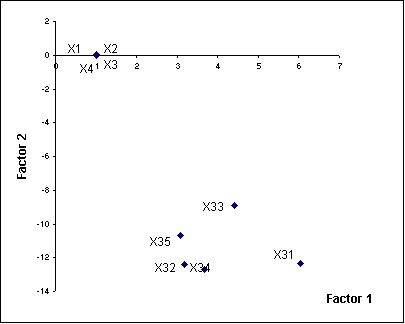 2
X1 X2
0
0 1 2 3 4 5 6 7
X4 X3
-2
-4
-6
Factor 2
-8
X33
-10
X35
X31
-12
X32 X34
-14
Factor 1